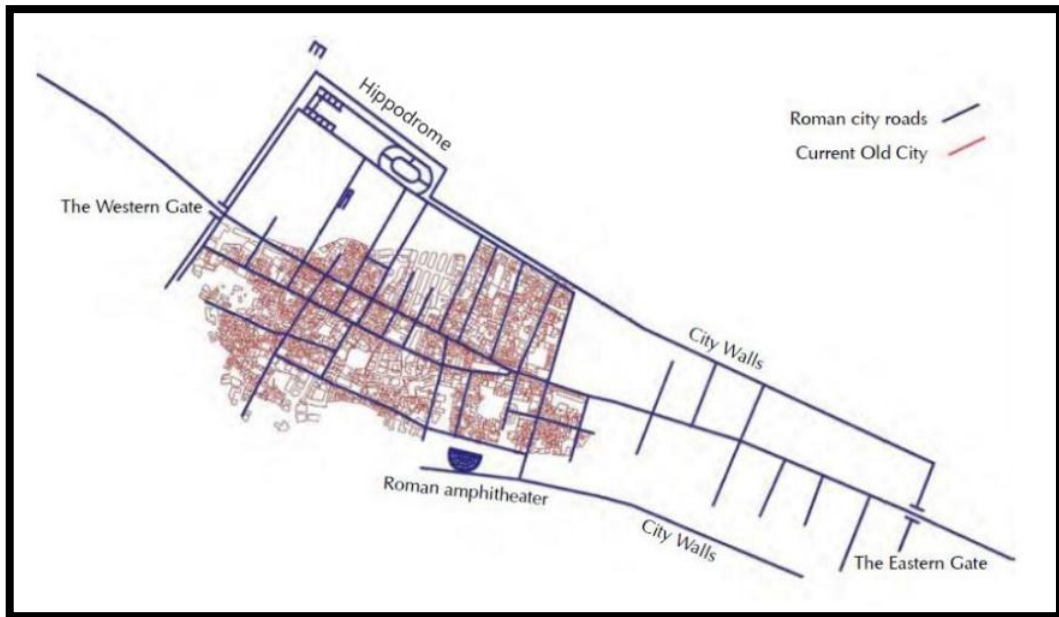 Hippodrome
Roman city roads
Current Old City
The Western Gate
City Walls
Roman amphitheater
City Walls
The Eastern Gate